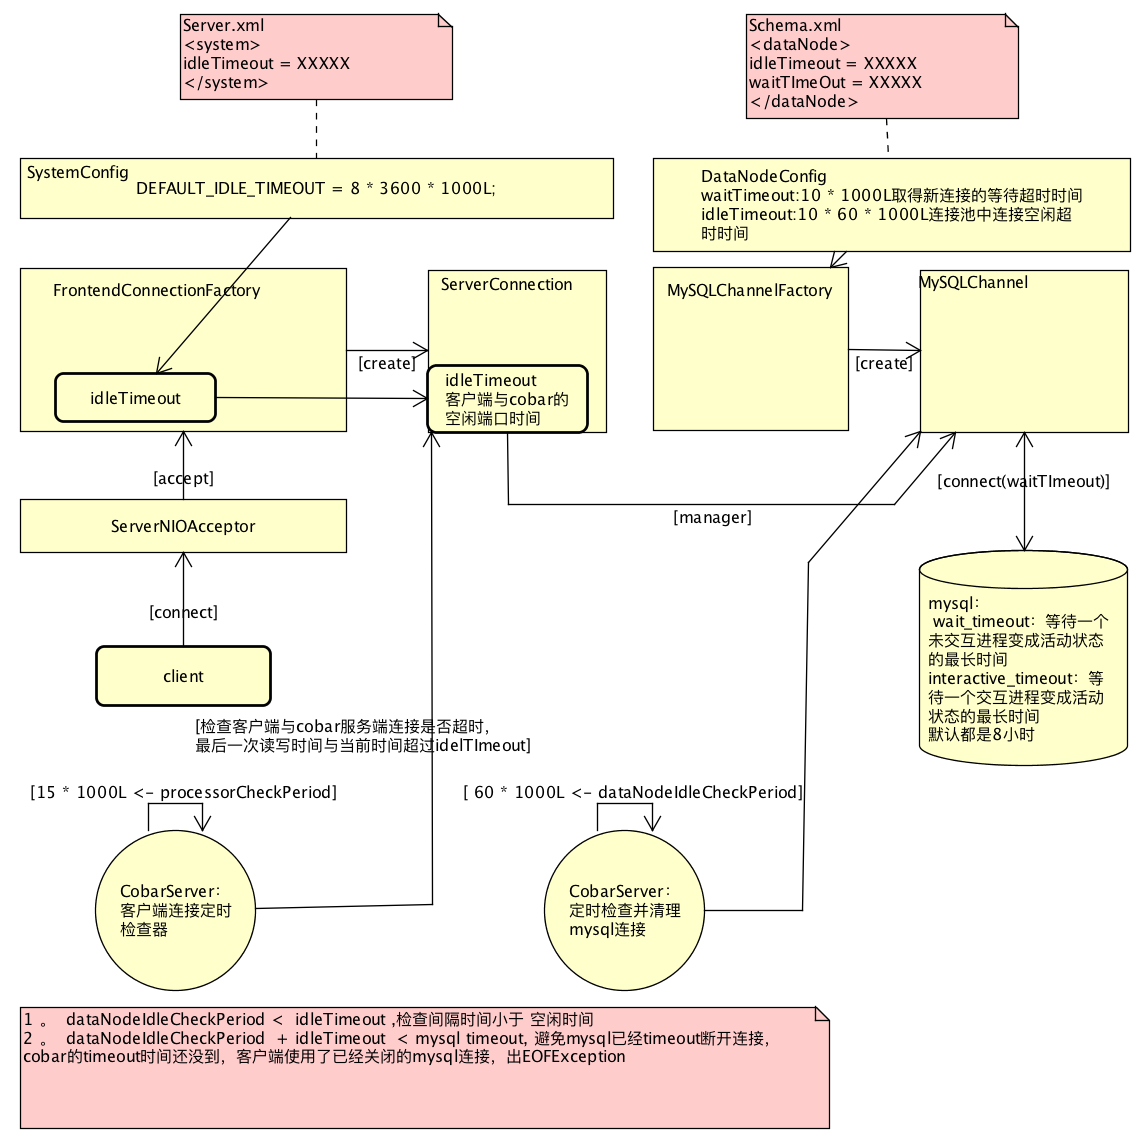 Server.xml
<system>
idleTimeout = XXXXX
</system>
Schema.xml
<dataNode>
idleTimeout = XXXXX
waitTImeOut = XXXXX
</dataNode>
SystemConfig
DEFAULT_IDLE_TIMEOUT = 8 * 3600 * 1000L;
DataNodeConfig
waitTimeout:10 * 1000L取得新连接的等待超时时间
idleTimeout:10 * 60 * 1000L连接池中连接空闲超
时时间
FrontendConnectionFactory
idleTimeout
[create]
ServerConnection
idleTimeout
客户端与cobar的
空闲端口时间
MySQLChannelFactory
[create]
MySQLChannel
[accept]
ServerNIOAcceptor
[connect]
client
[manager]
[connect(waitTImeout)]
mysql:
wait_timeout: 等待一个
未交互进程变成活动状态
的最长时间
interactive_timeout: 等
待一个交互进程变成活动
状态的最长时间
默认都是8小时
[检查客户端与cobar服务端连接是否超时,
最后一次读写时间与当前时间超过idelTImeout]
[15 * 1000L <- processorCheckPeriod]
CobarServer:
客户端连接定时
检查器
[ 60 * 1000L <- dataNodeIdleCheckPeriod]
CobarServer:
定时检查并清理
mysql连接
1 。 dataNodeIdleCheckPeriod < idleTimeout ,检查间隔时间小于 空闲时间
2 。 dataNodeIdleCheckPeriod + idleTimeout < mysql timeout, 避免mysql已经timeout断开连接,
cobar的timeout时间还没到, 客户端使用了已经关闭的mysql连接, 出EOFException